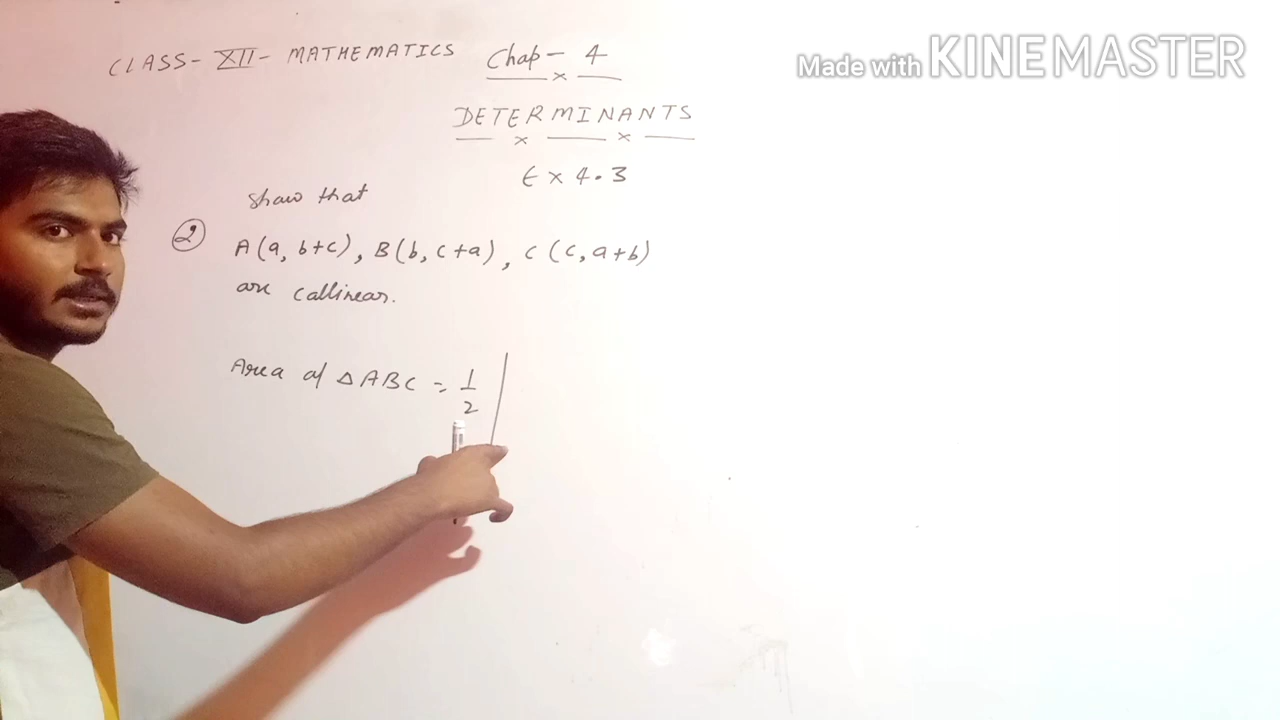 CLASS-XII- MATHEMATICS Chap- 4
DETERMINANTS
Ex 4.3
Show that
② A(a, b+c), B(b, c+a), C(c, a+b)
are callinear.
Area of △ABC = 1/2
Made with KINEMASTER